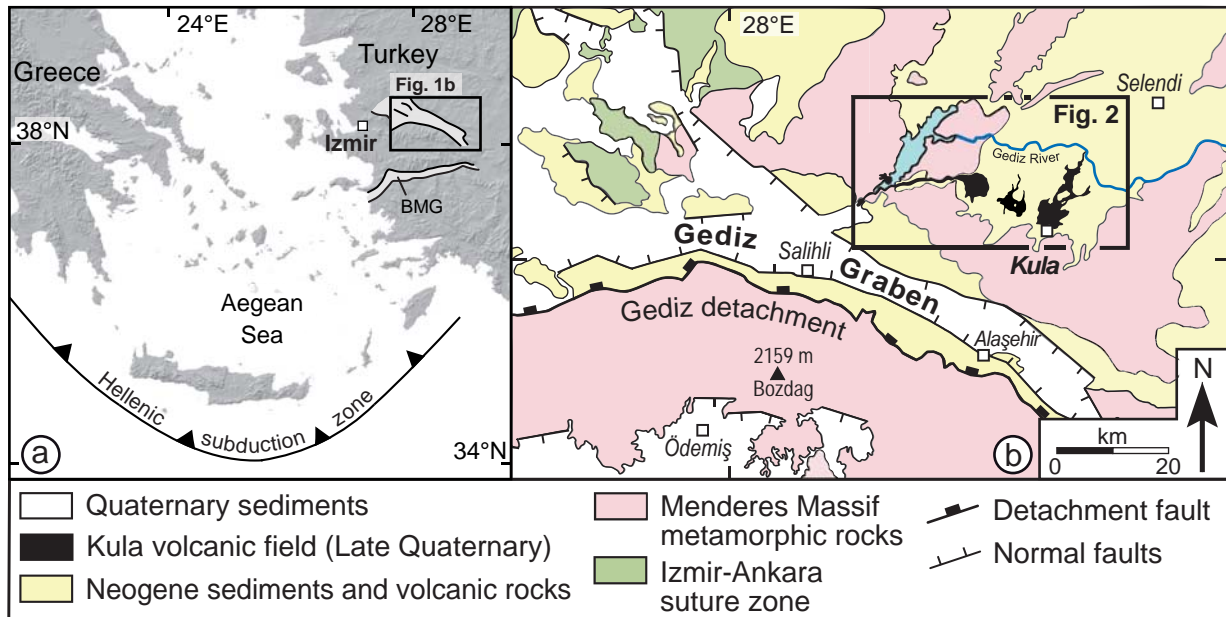 24°E
28°E
Greece
Turkey
Fig. 1b
38°N
Izmir
BMG
Aegean
Sea
Hellenic
subduction
zone
34°N
a
28°E
Selendi
Fig. 2
Gediz River
Kula
Gediz
Salihli
Graben
Gediz detachment
Alaşehir
2159 m
Bozdag
Ödemiş
N
km
0
20
b
Quaternary sediments
Kula volcanic field (Late Quaternary)
Neogene sediments and volcanic rocks
Menderes Massif
metamorphic rocks
Izmir-Ankara
suture zone
Detachment fault
Normal faults